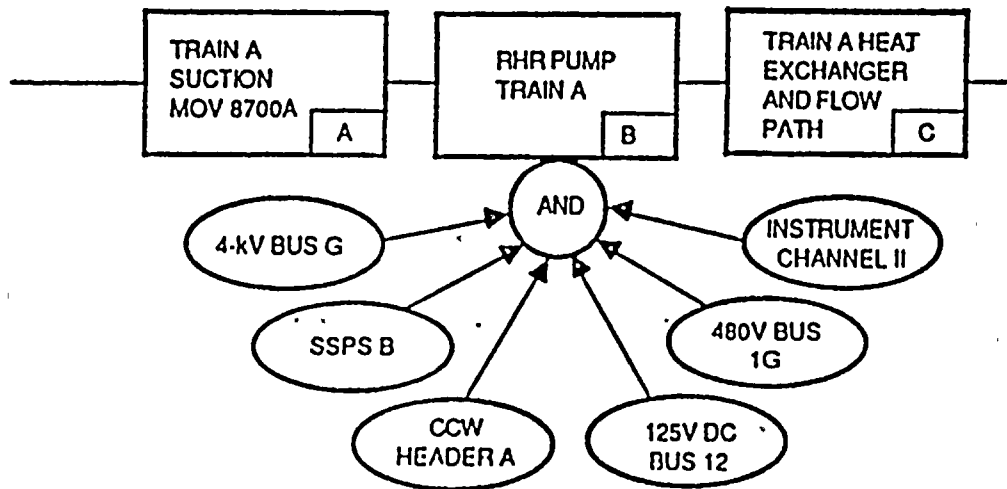 TRAIN A
SUCTION
MOV 8700A
A
RHR PUMP
TRAIN A
B
TRAIN A HEAT
EXCHANGER
AND FLOW
PATH
C
AND
4-kV BUS G
INSTRUMENT
CHANNEL II
SSPS B
480V BUS
1G
CCW
HEADER A
125V DC
BUS 12